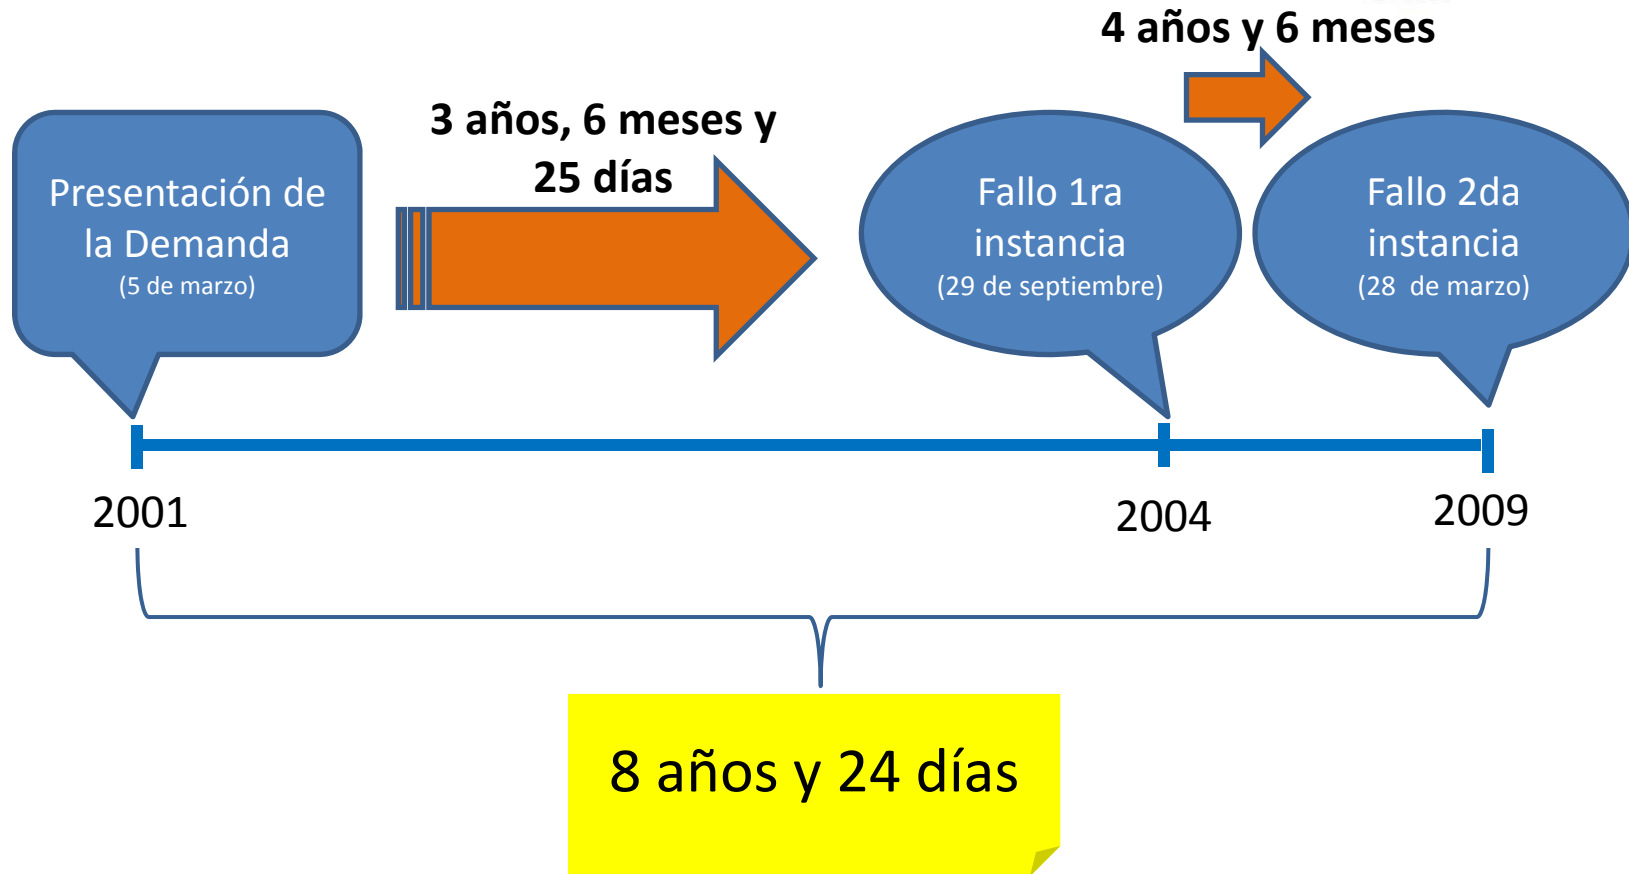 4 años y 6 meses
3 años, 6 meses y
25 días
Presentación de
la Demanda
(5 de marzo)
Fallo 1ra
instancia
(29 de septiembre)
Fallo 2da
instancia
(28 de marzo)
2001
2004
2009
8 años y 24 días